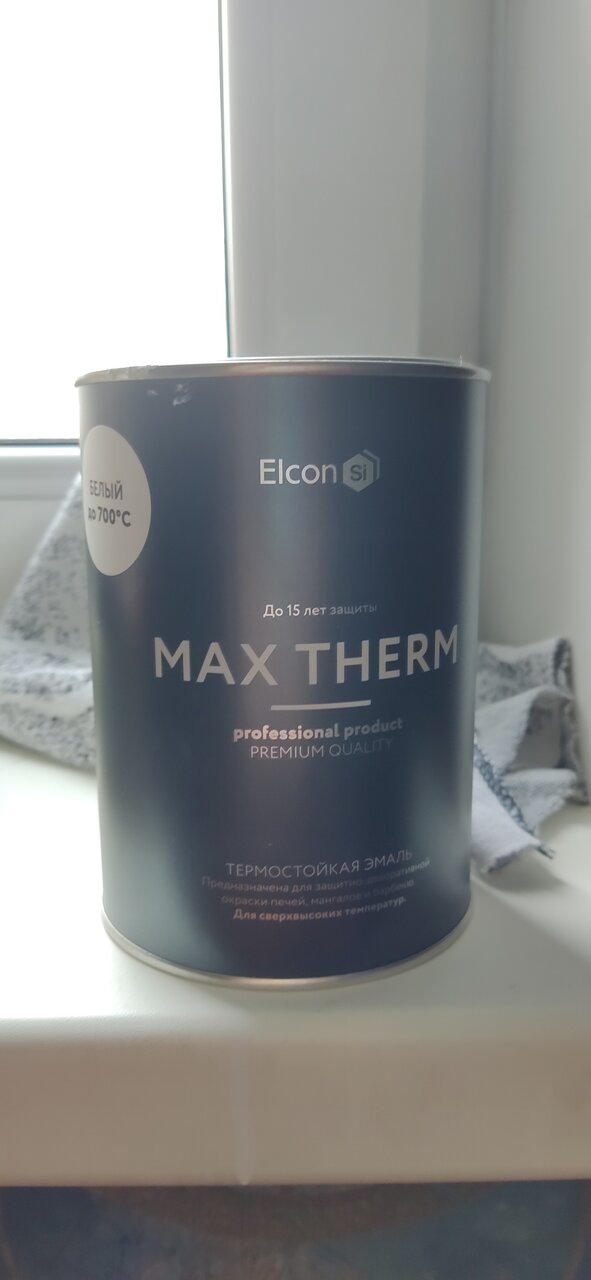 Elcon Si
БЕЛЫЙ
до 700°C
До 15 лет защиты
MAX THERM
professional product
PREMIUM QUALITY
ТЕРМОСТОЙКАЯ ЭМАЛЬ
Предназначена для защитно-декоративной
окраски печей, мангалов и барбекю.
Для сверхвысоких температур.